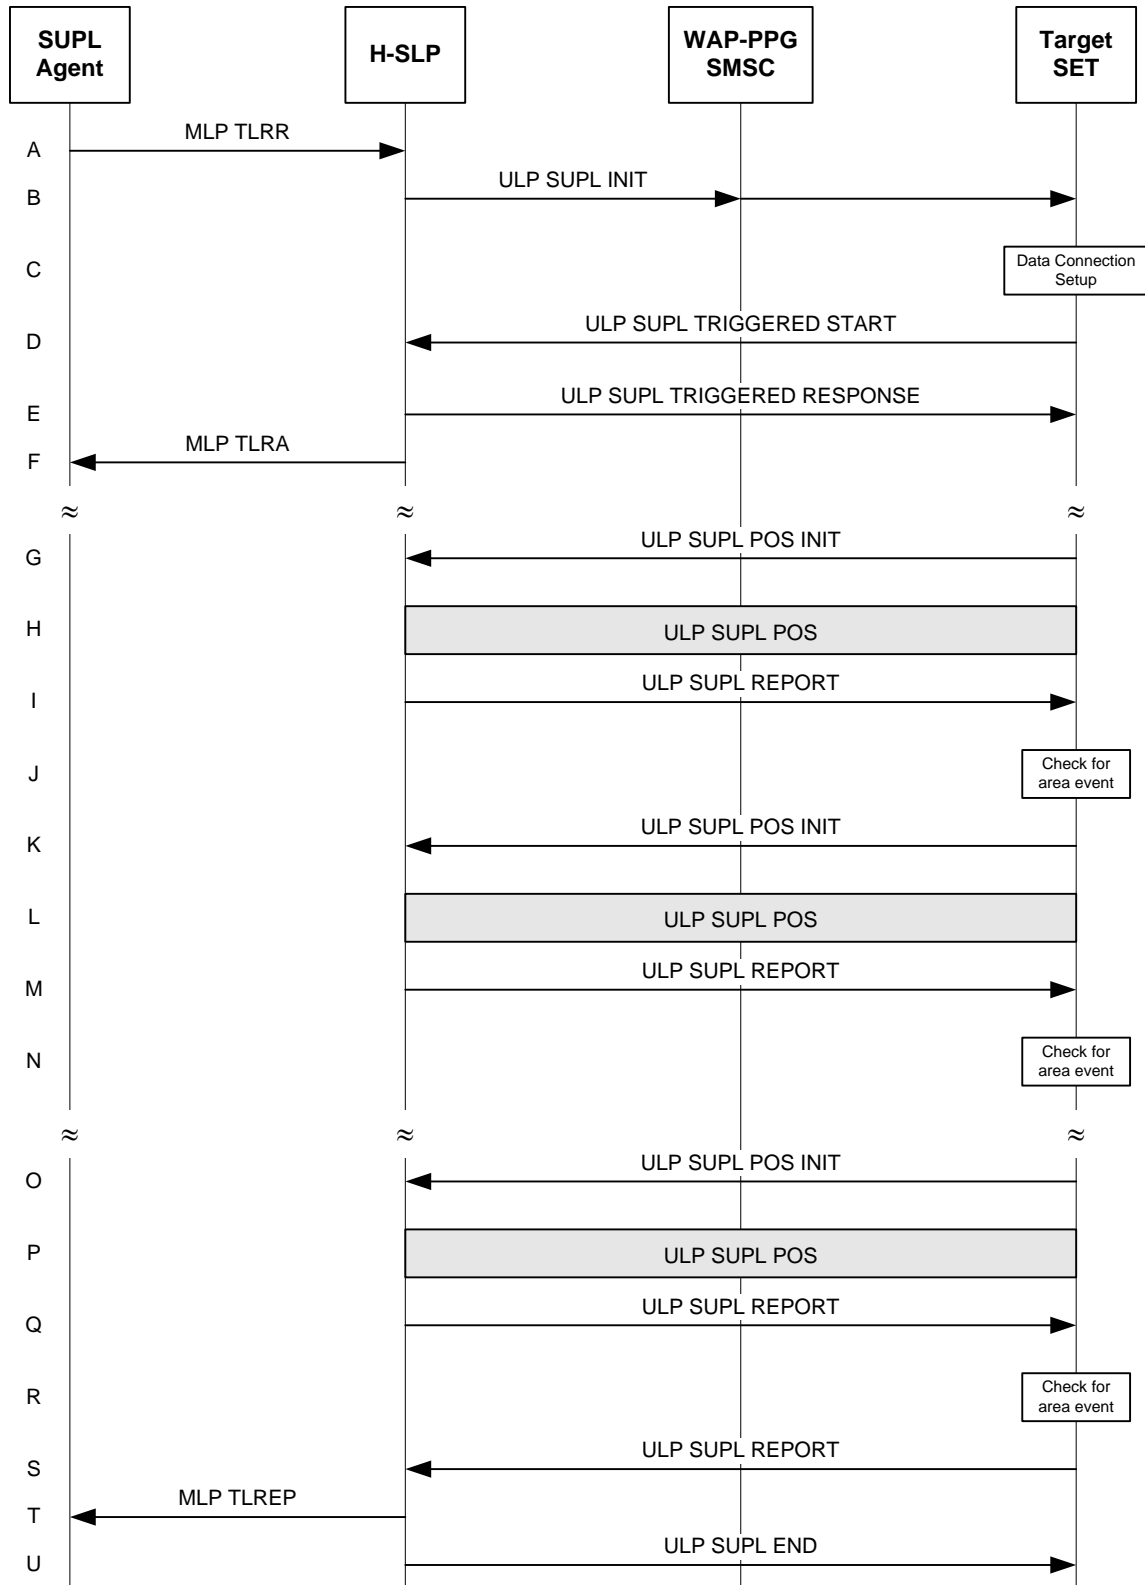 SUPL
Agent
H-SLP
WAP-PPG
SMSC
Target
SET
A
MLP TLRR
B
ULP SUPL INIT
C
Data Connection
Setup
D
ULP SUPL TRIGGERED START
E
ULP SUPL TRIGGERED RESPONSE
F
MLP TLRA
≈ ≈ ≈
G
ULP SUPL POS INIT
H
ULP SUPL POS
I
ULP SUPL REPORT
J
Check for
area event
K
ULP SUPL POS INIT
L
ULP SUPL POS
M
ULP SUPL REPORT
N
Check for
area event
≈ ≈ ≈
O
ULP SUPL POS INIT
P
ULP SUPL POS
Q
ULP SUPL REPORT
R
Check for
area event
S
ULP SUPL REPORT
T
MLP TLREP
U
ULP SUPL END